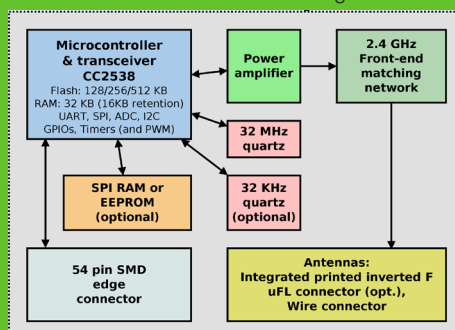 Microcontroller
& transceiver
CC2538
Flash: 128/256/512 KB
RAM: 32 KB (16KB retention)
UART, SPI, ADC, I2C
GPIOs, Timers (and PWM)
Power
amplifier
2.4 GHz
Front-end
matching
network
32 MHz
quartz
SPI RAM or
EEPROM
(optional)
32 KHz
quartz
(optional)
54 pin SMD
edge
connector
Antennas:
Integrated printed inverted F
uFL connector (opt.),
Wire connector